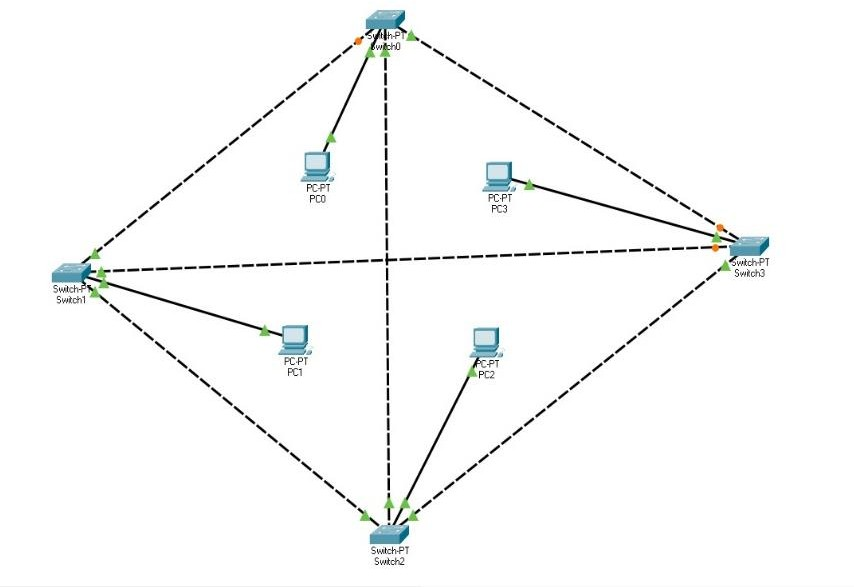 Switch-PT
Switch0
PC-PT
PC0
PC-PT
PC3
Switch-PT
Switch3
Switch-PT
Switch1
PC-PT
PC1
PC-PT
PC2
Switch-PT
Switch2